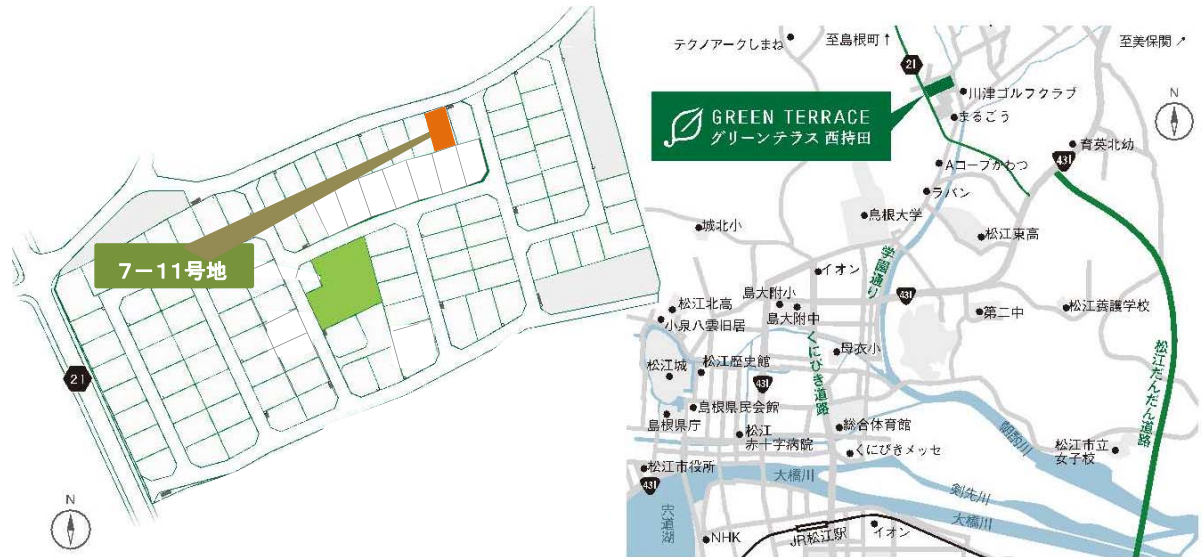 7－11号地
21
N
テクノアークしまね
至島根町↑
至美保関↗
21
川津ゴルフクラブ
まるごう
N
GREEN TERRACE
グリーンテラス 西持田
育英北幼
431
Aコープかわつ
ラパン
島根大学
城北小
松江東高
学園通り
イオン
431
島大附小
松江北高
島大附中
第二中
松江養護学校
小泉八雲旧居
くにびき道路
母衣小
松江城
松江歴史館
431
松江だんだん道路
島根県民会館
島根県庁
総合体育館
松江
赤十字病院
朝酌川
松江市立
女子校
くにびきメッセ
松江市役所
大橋川
431
剣先川
宍道湖
大橋川
NHK
JR松江駅
イオン
N